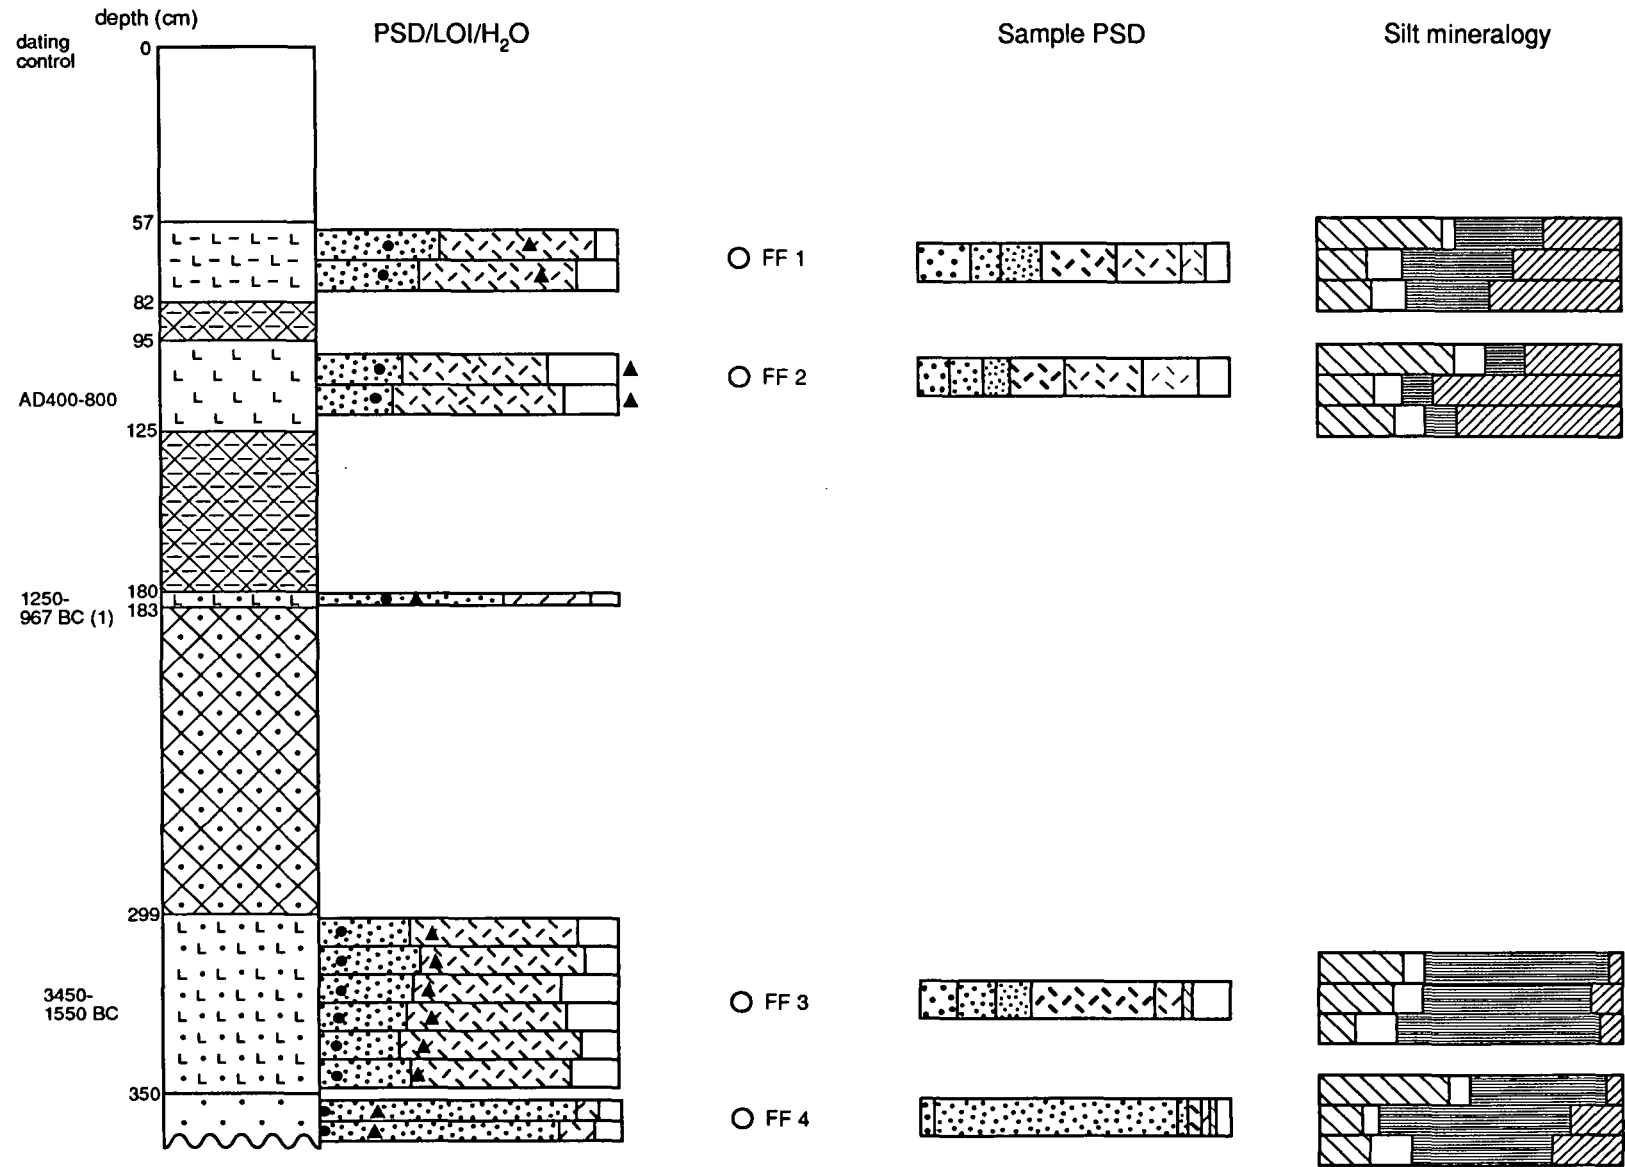 depth (cm)
PSD/LOI/H₂O
Sample PSD
Silt mineralogy
dating
control
0
57
FF 1
82
95
FF 2
AD400-800
125
180
1250-
967 BC (1)
183
299
3450-
1550 BC
FF 3
350
FF 4